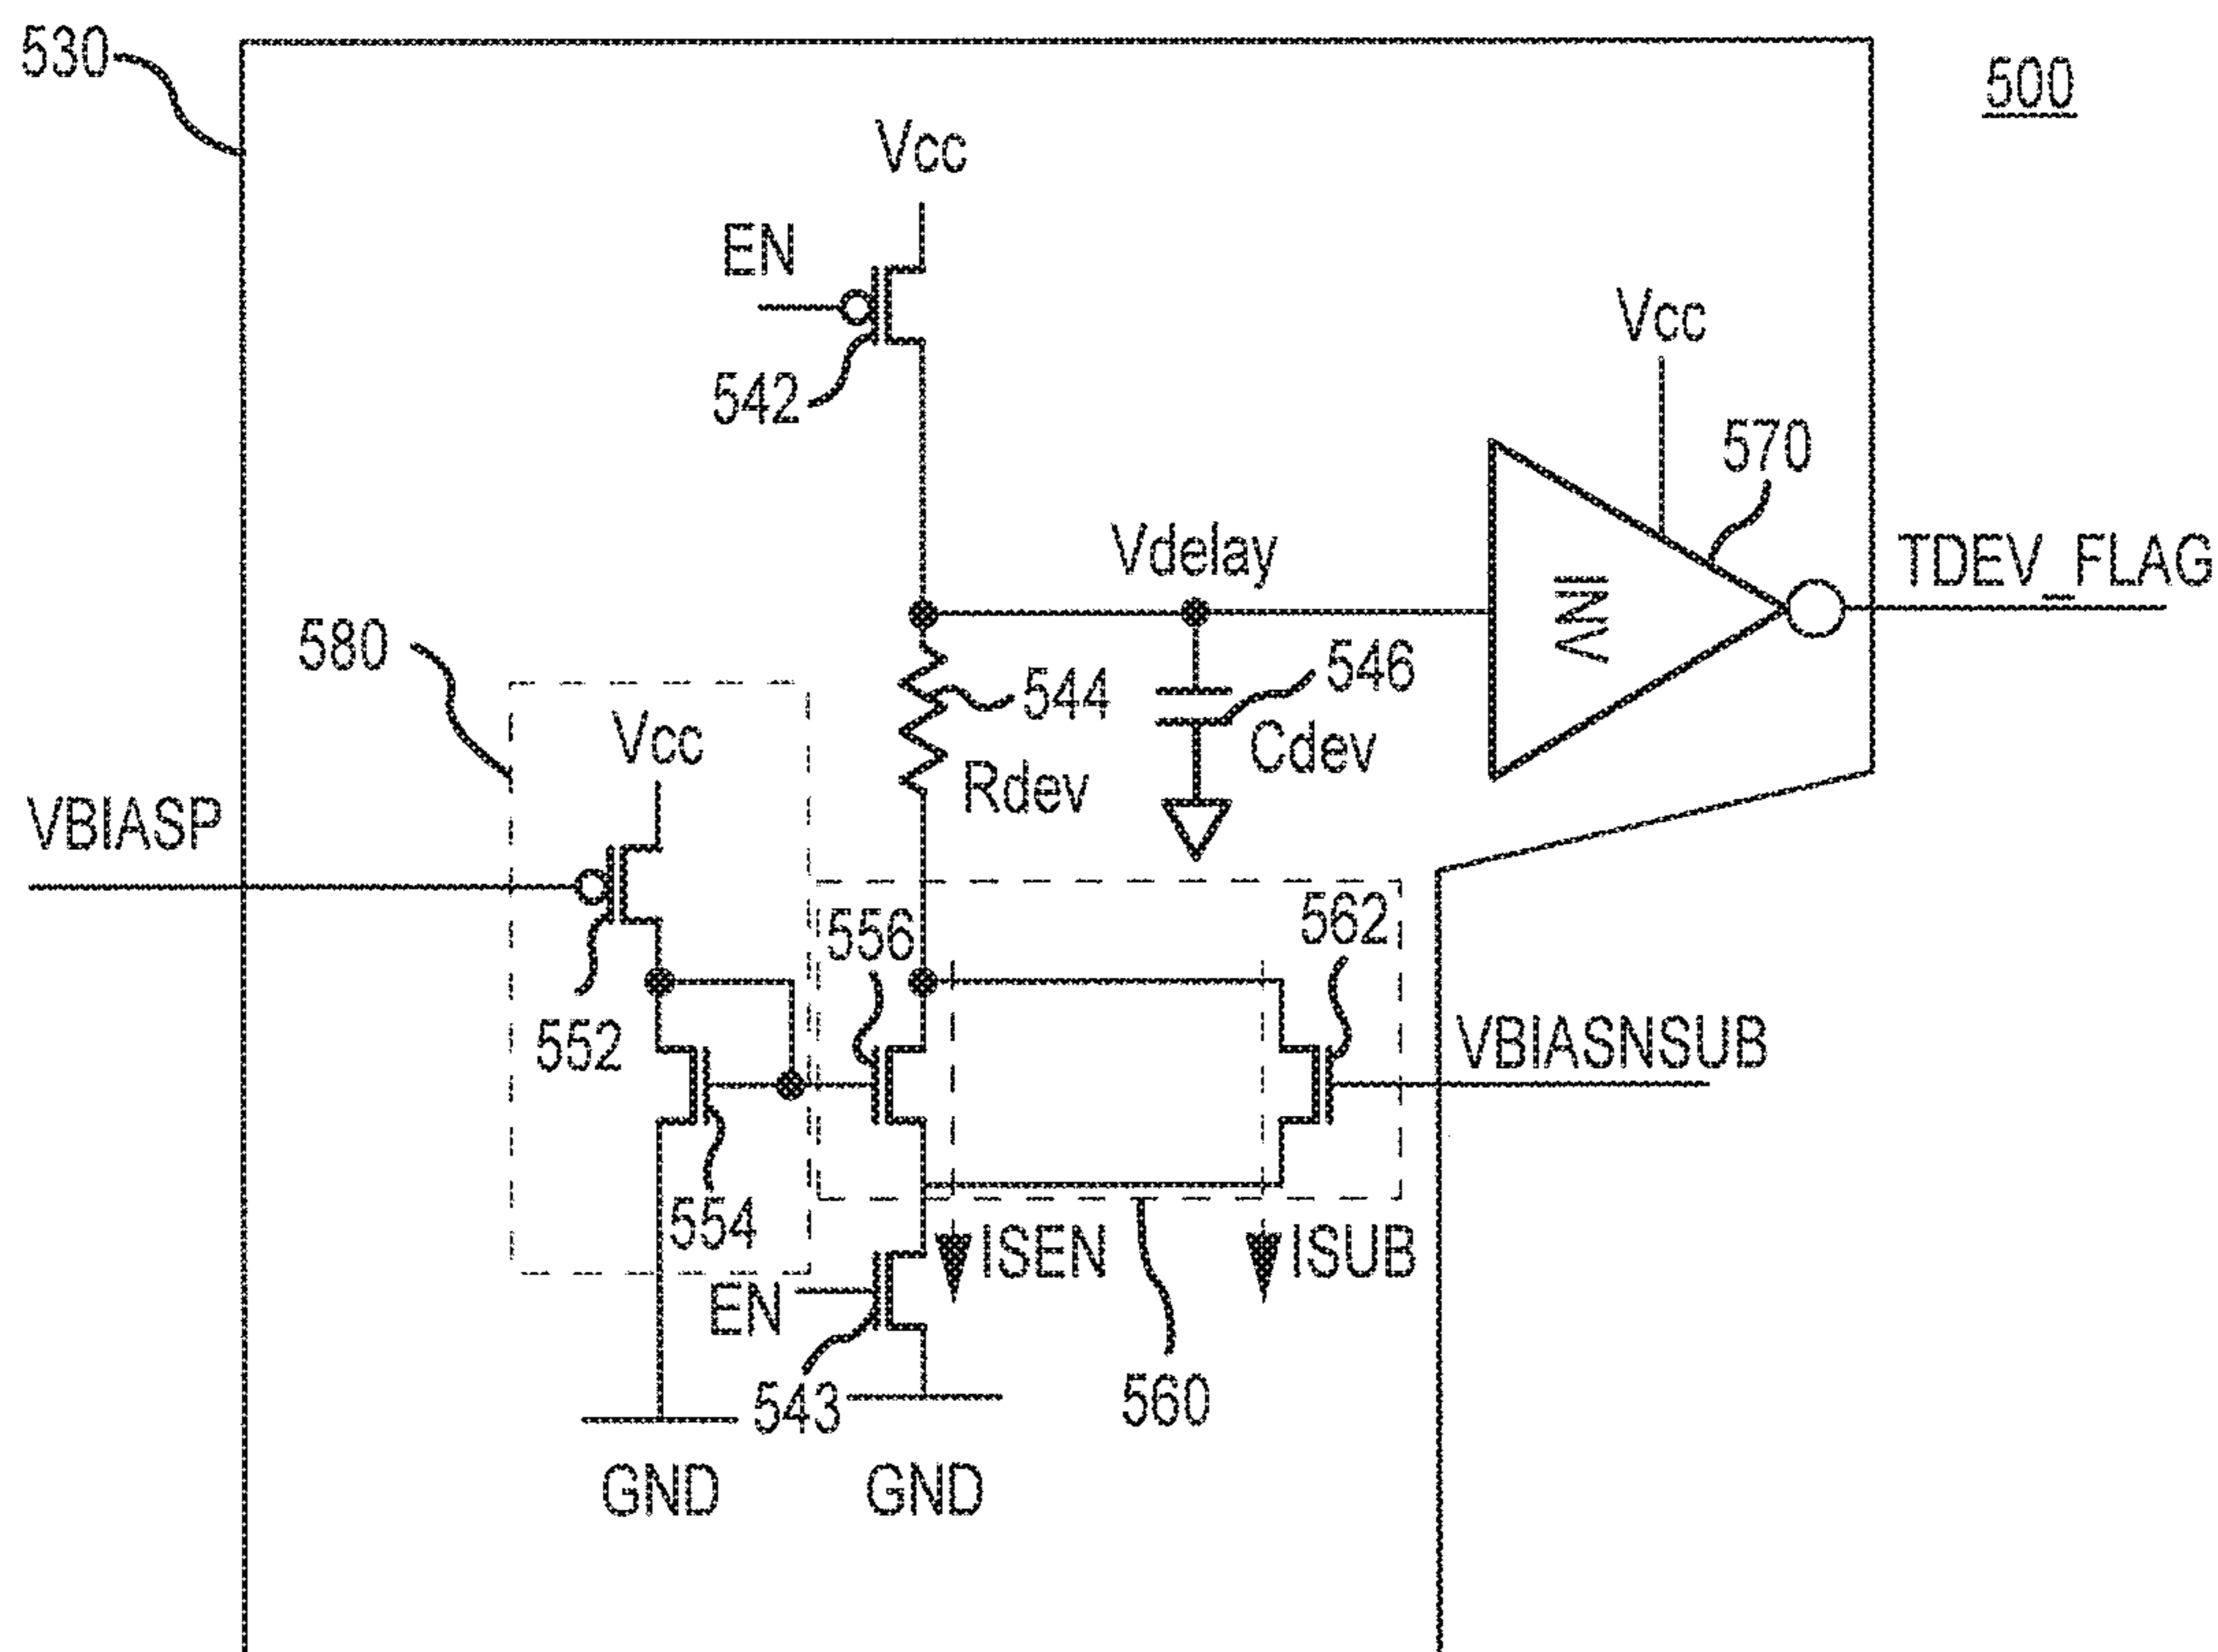 530
500
Vcc
EN
Vcc
542
570
Vdelay
TDEV_FLAG
INV
580
544
546
Vcc
Cdev
Rdev
VBIASP
556
562
552
VBIASNSUB
554
ISEN
ISUB
EN
543
560
GND
GND